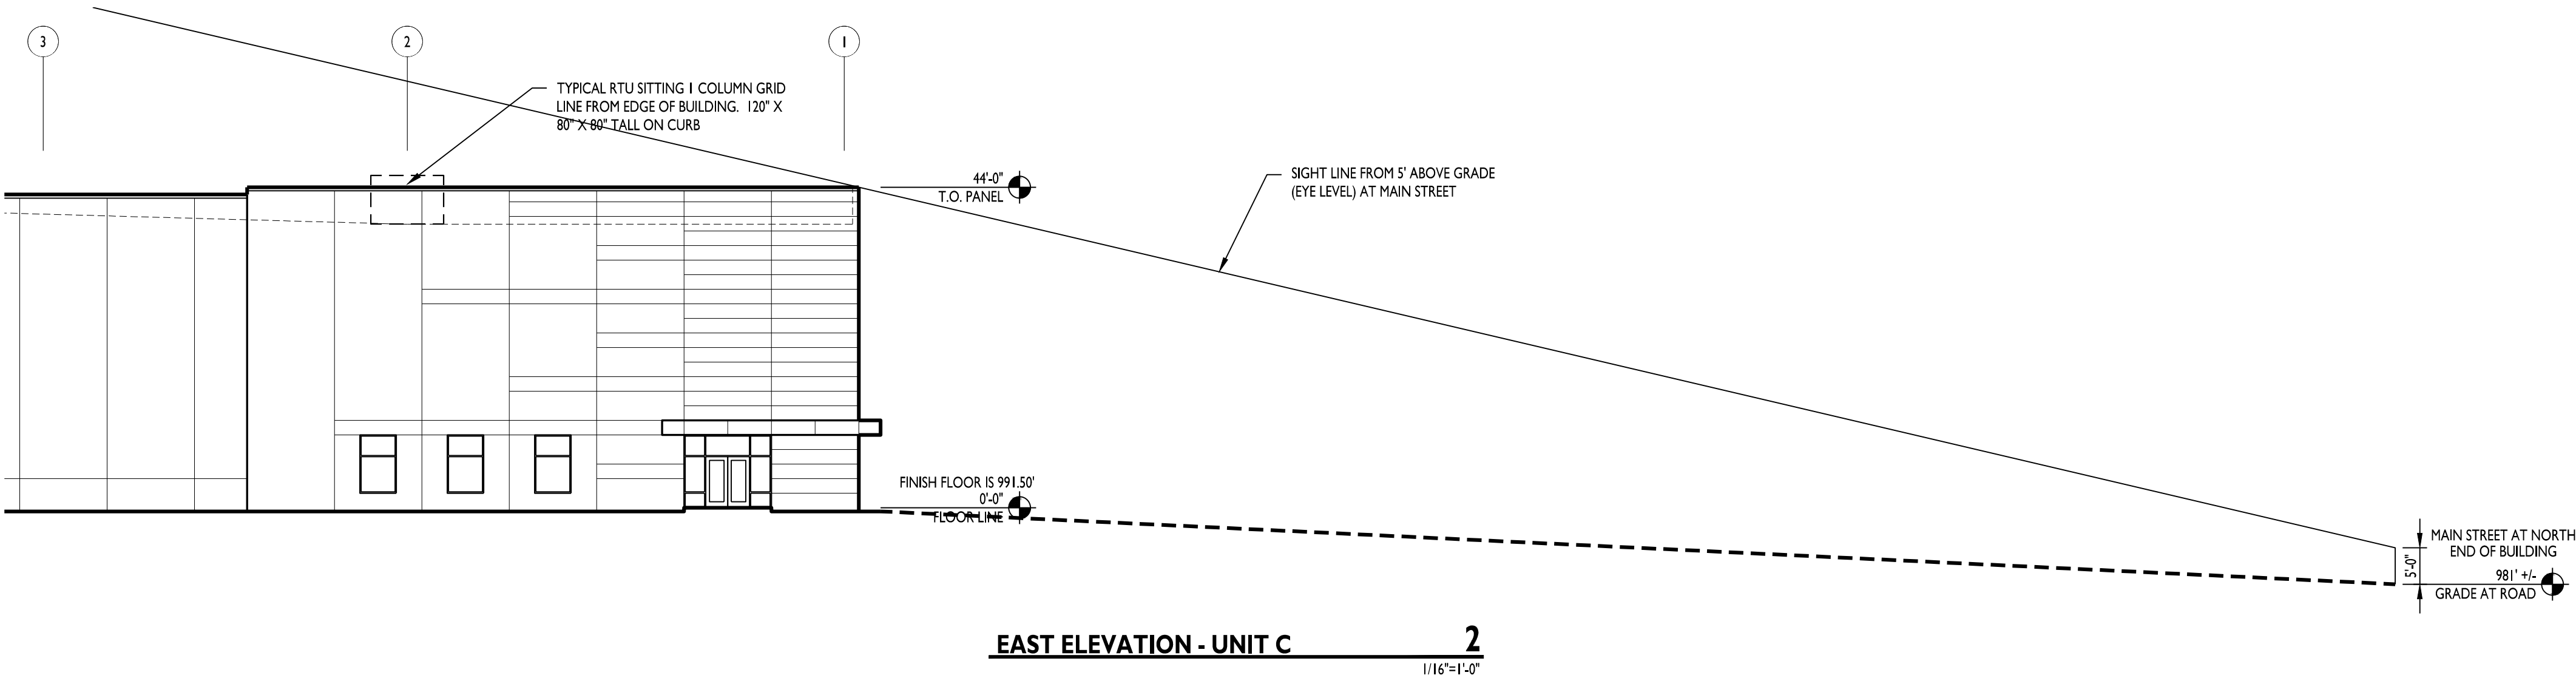 3
2
1
TYPICAL RTU SITTING 1 COLUMN GRID
LINE FROM EDGE OF BUILDING. 120" X
80" X 80" TALL ON CURB
44'-0"
T.O. PANEL
SIGHT LINE FROM 5' ABOVE GRADE
(EYE LEVEL) AT MAIN STREET
FINISH FLOOR IS 991.50'
0'-0"
FLOOR LINE
5'-0"
MAIN STREET AT NORTH
END OF BUILDING
981' +/-
GRADE AT ROAD
EAST ELEVATION - UNIT C
2
1/16"=1'-0"